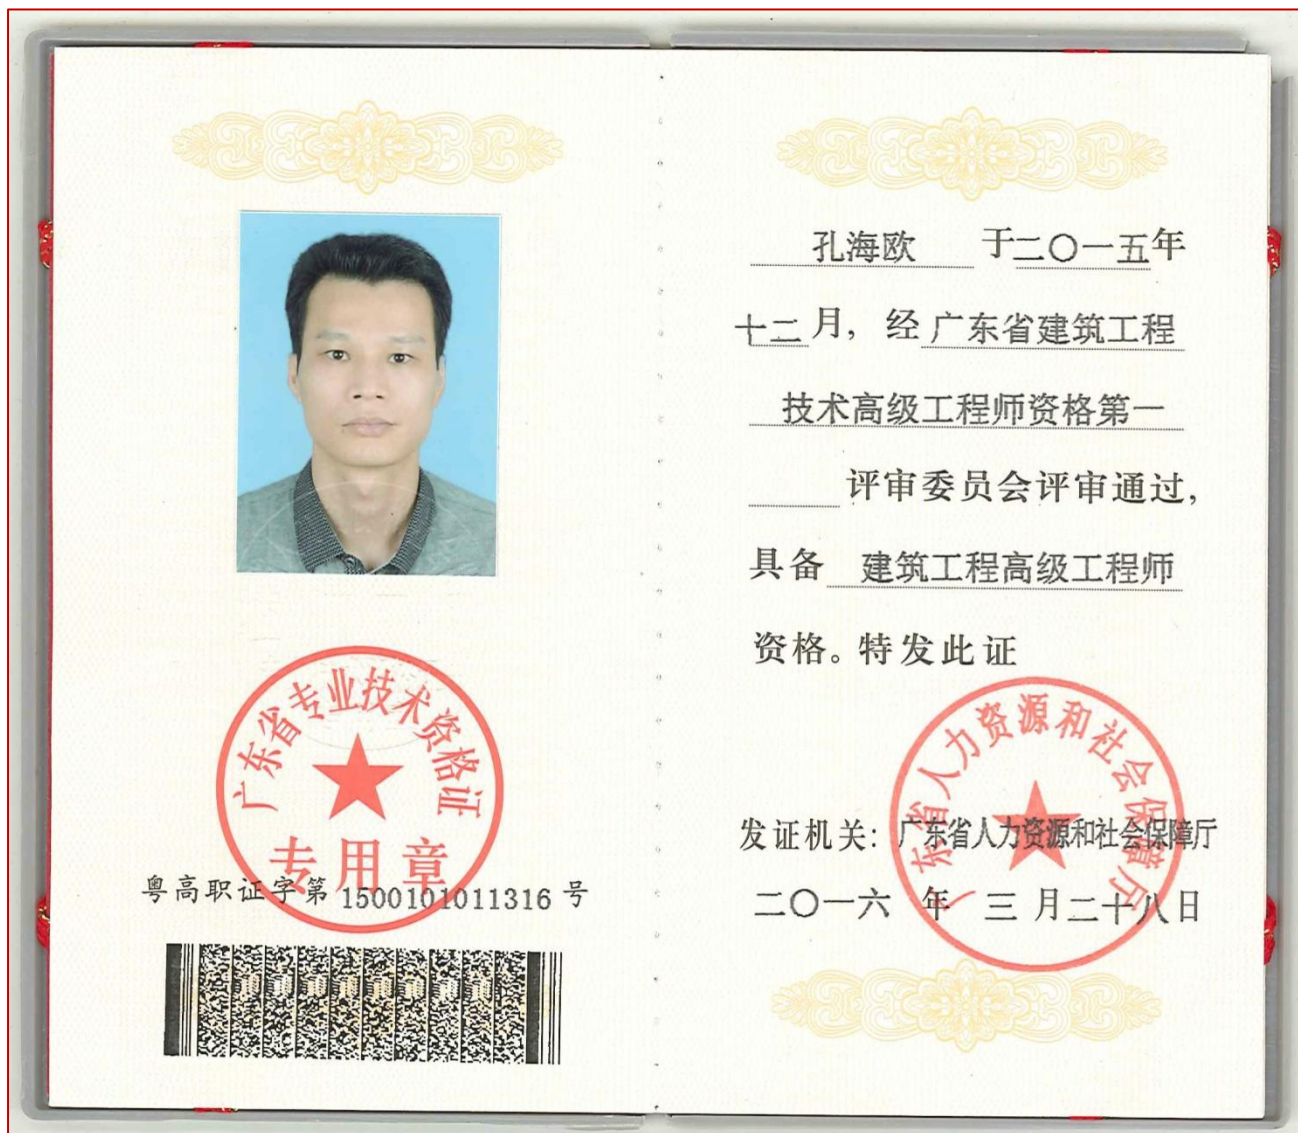 广东省专业技术资格证
专用章
粤高职证字第 1500101011316 号
孔海欧 于二〇一五年
十二月，经广东省建筑工程
技术高级工程师资格第一
评审委员会评审通过，
具备 建筑工程高级工程师
资格。特发此证
广东省人力资源和社会保障厅
发证机关：广东省人力资源和社会保障厅
二〇一六 年 三 月二十八日